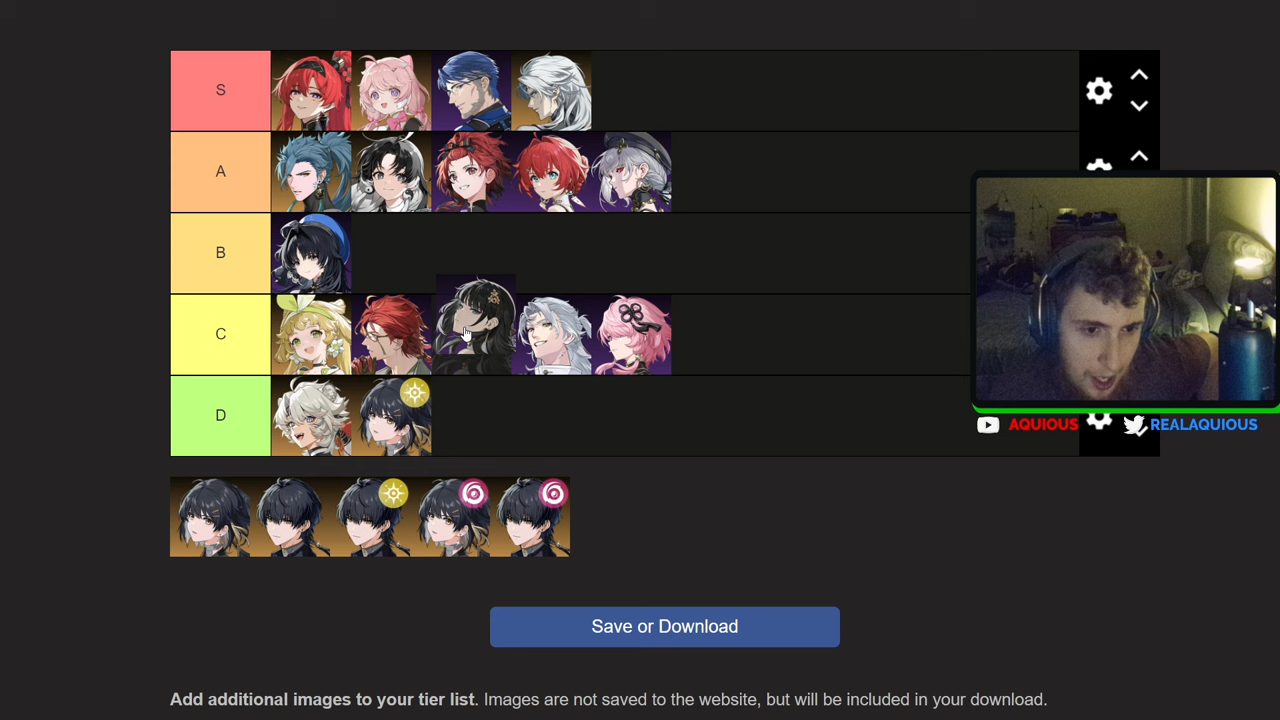 S
A
B
C
D
AQUIOUS REALAQUIOUS
Save or Download
Add additional images to your tier list. Images are not saved to the website, but will be included in your download.